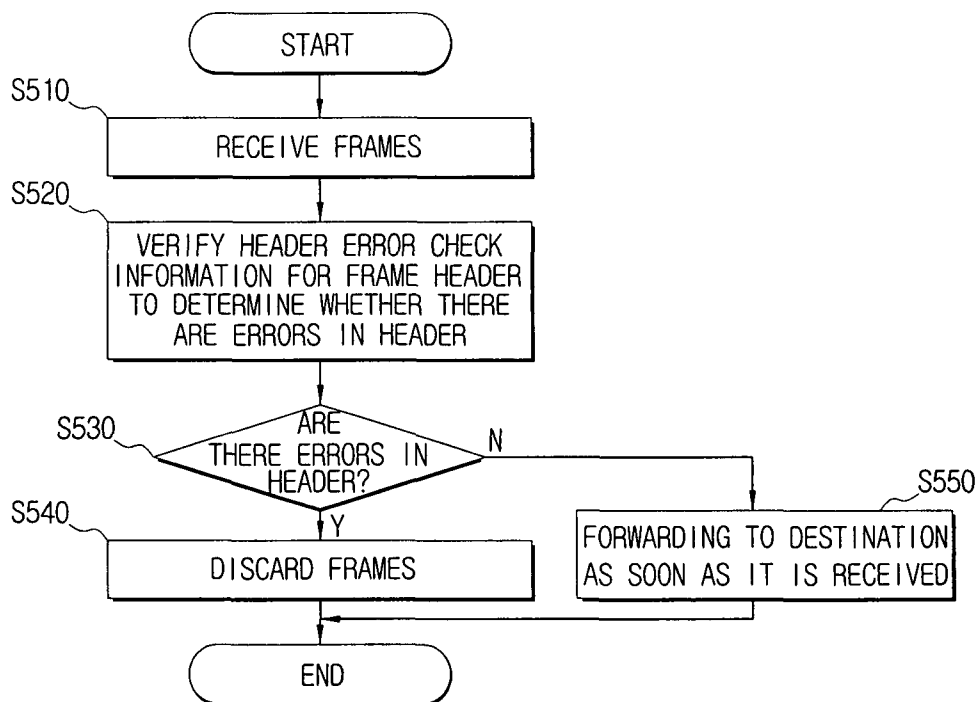 START
S510
RECEIVE FRAMES
S520
VERIFY HEADER ERROR CHECK
INFORMATION FOR FRAME HEADER
TO DETERMINE WHETHER THERE
ARE ERRORS IN HEADER
S530
ARE
THERE ERRORS IN
HEADER?
N
Y
S540
DISCARD FRAMES
S550
FORWARDING TO DESTINATION
AS SOON AS IT IS RECEIVED
END